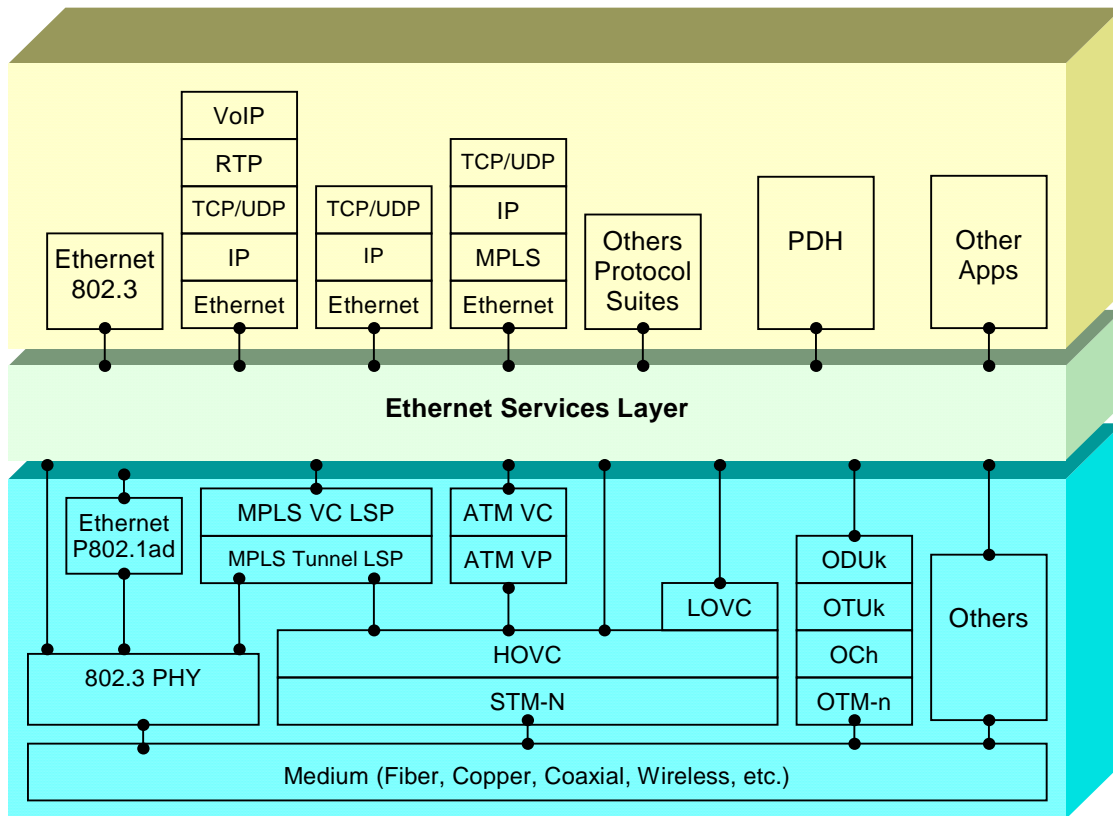 VoIP
RTP
TCP/UDP
IP
Ethernet
TCP/UDP
IP
Ethernet
TCP/UDP
IP
MPLS
Ethernet
Ethernet
802.3
Others
Protocol
Suites
PDH
Other
Apps
Ethernet Services Layer
Ethernet
P802.1ad
MPLS VC LSP
MPLS Tunnel LSP
ATM VC
ATM VP
LOVC
HOVC
STM-N
802.3 PHY
ODUk
OTUk
OCh
OTM-n
Others
Medium (Fiber, Copper, Coaxial, Wireless, etc.)